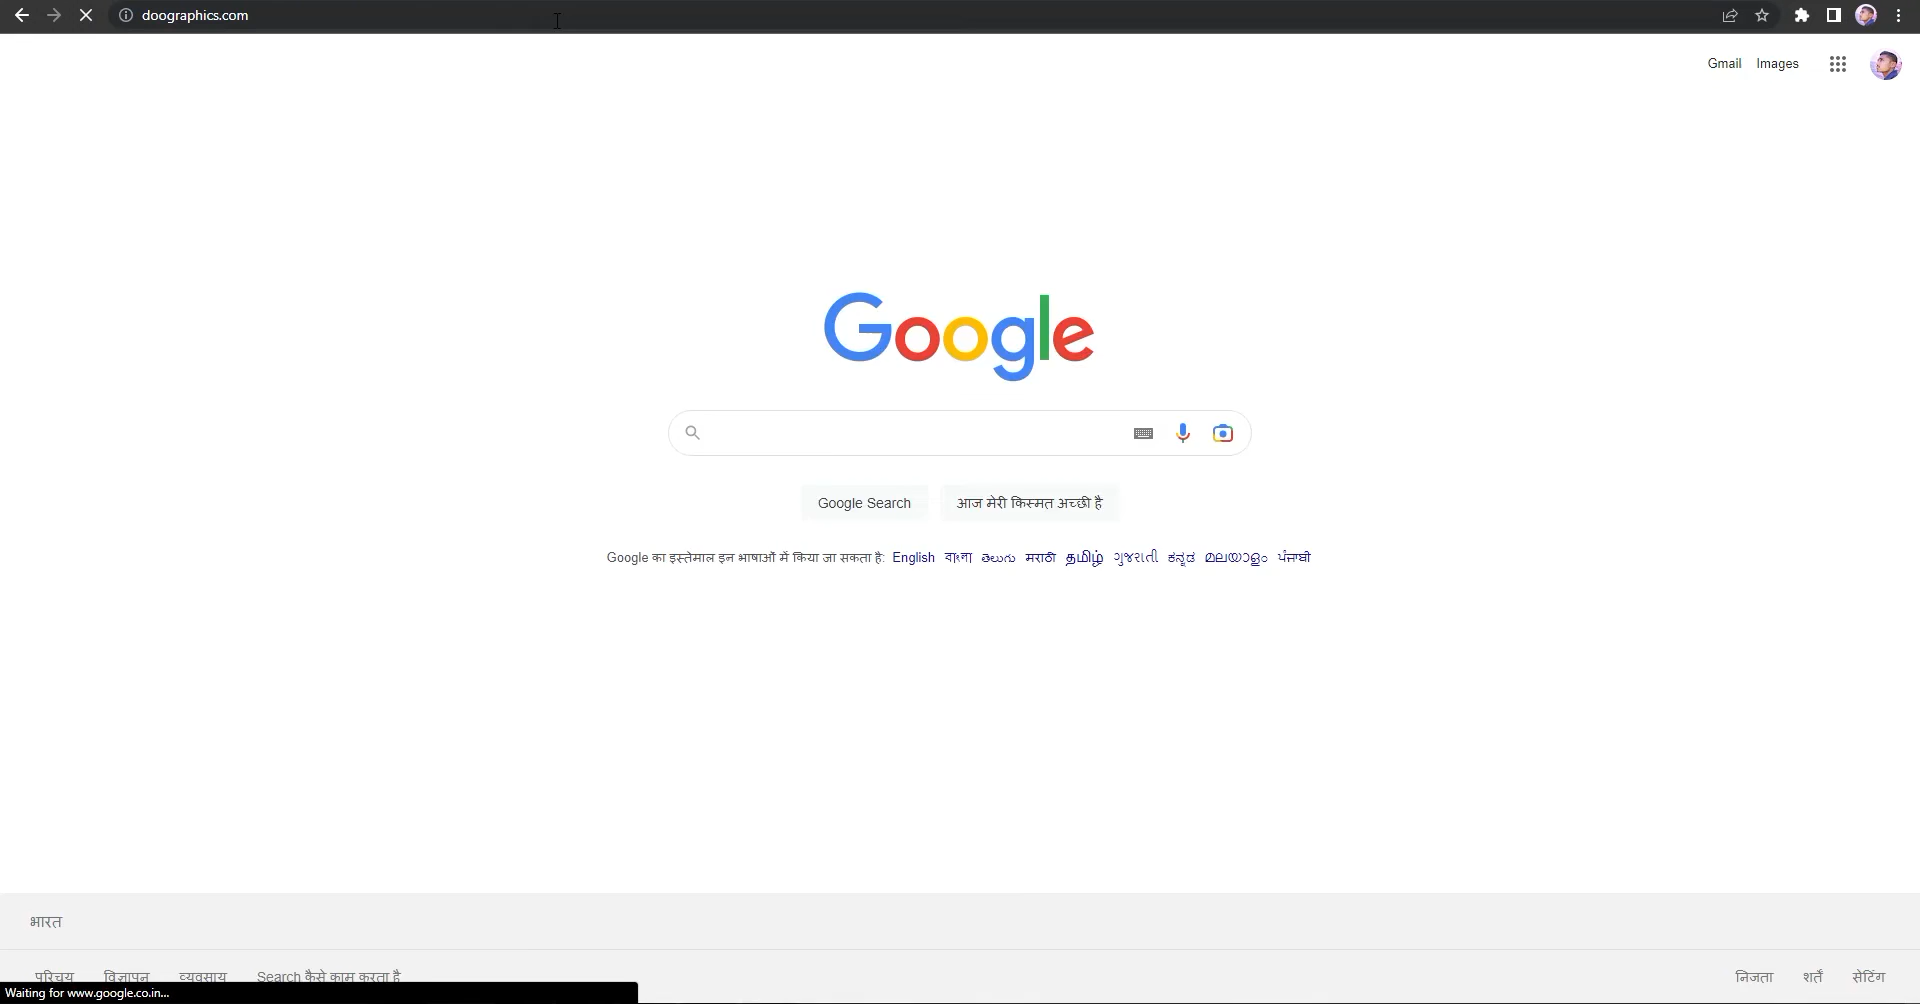 doographics.com
Gmail Images
Google
Google Search आज मेरी किस्मत अच्छी है
Google का इस्तेमाल इन भाषाओं में किया जा सकता है: English বাংলা తెలుగు मराठी தமிழ் ગુજરાતી ಕನ್ನಡ മലയാളം ਪੰਜਾਬੀ
भारत
परिचय विज्ञापन व्यवसाय Search कैसे काम करता है निजता शर्तें सेटिंग
Waiting for www.google.co.in...